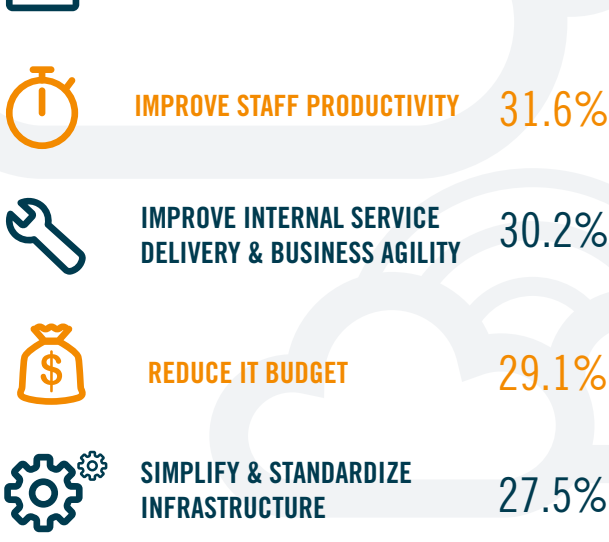 IMPROVE STAFF PRODUCTIVITY 31.6%
IMPROVE INTERNAL SERVICE
DELIVERY & BUSINESS AGILITY 30.2%
$
REDUCE IT BUDGET 29.1%
SIMPLIFY & STANDARDIZE
INFRASTRUCTURE 27.5%